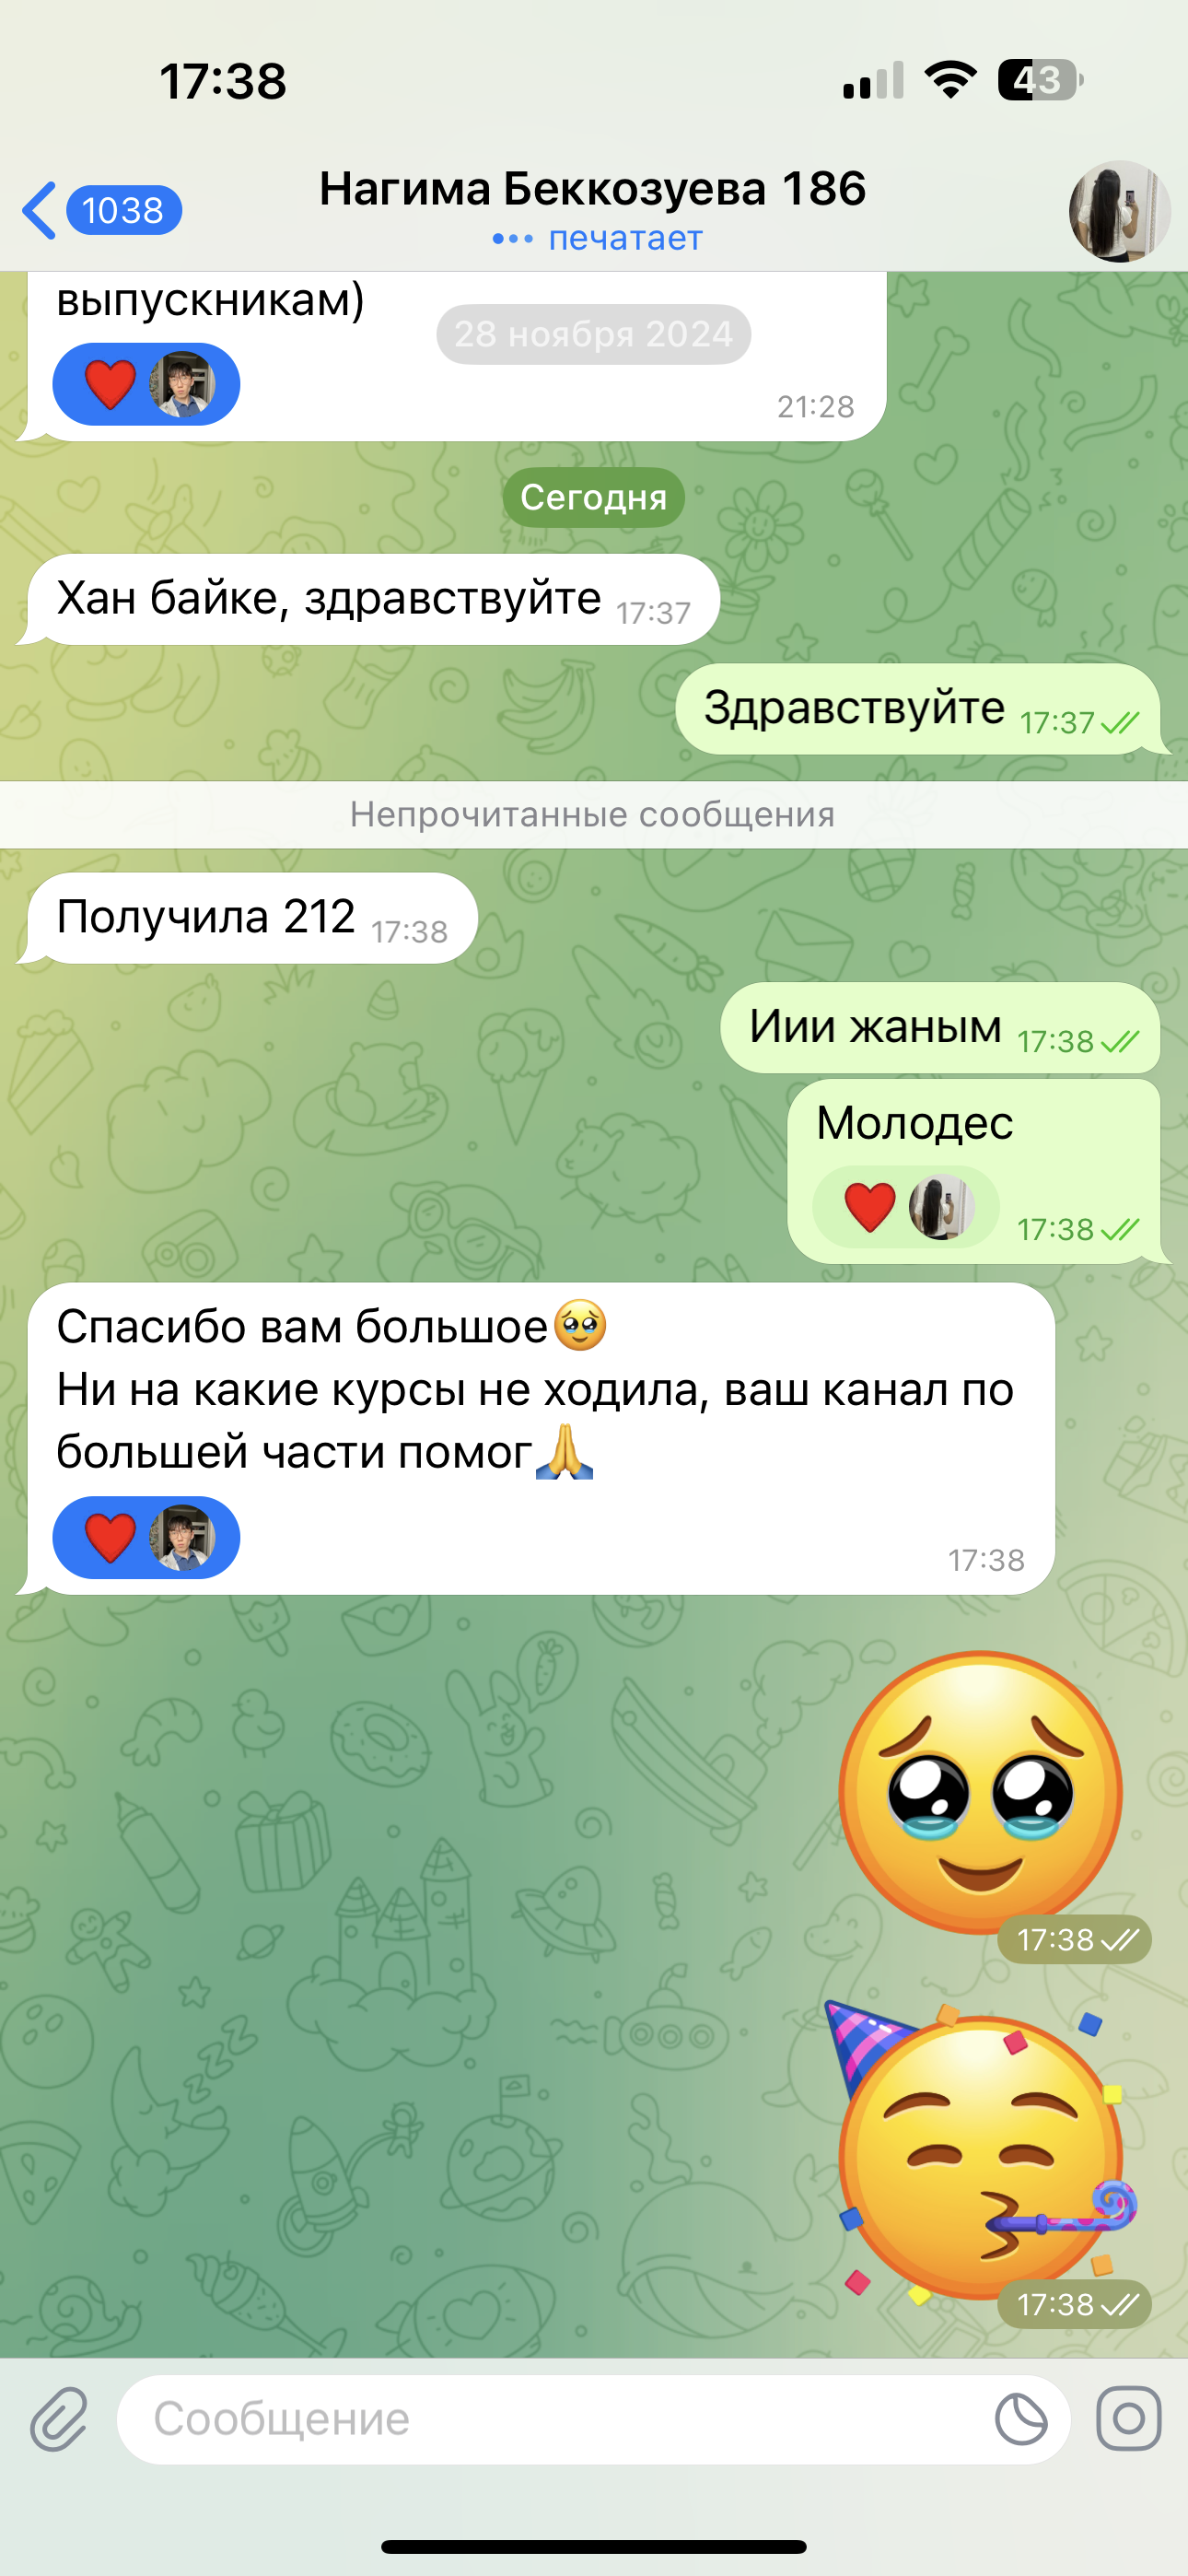 17:38
43
1038
Нагима Беккозуева 186
печатает
выпускникам)
28 ноября 2024
21:28
Сегодня
Хан байке, здравствуйте 17:37
Здравствуйте 17:37
Непрочитанные сообщения
Получила 212 17:38
Иии жаным 17:38
Молодес
17:38
Спасибо вам большое🥹
Ни на какие курсы не ходила, ваш канал по
большей части помог🙏
17:38
17:38
17:38
Сообщение